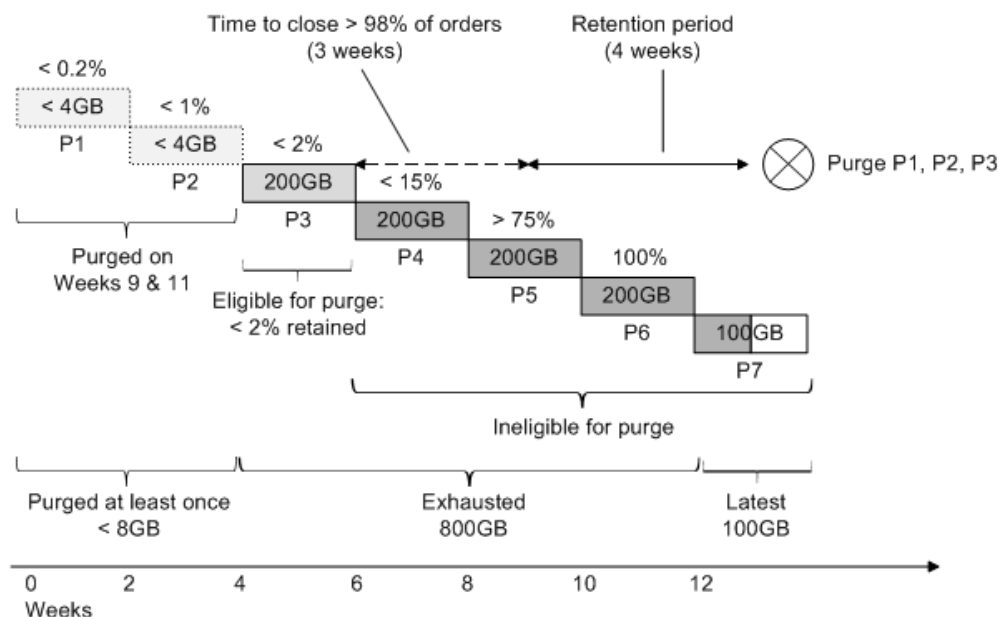 Time to close > 98% of orders
(3 weeks)
Retention period
(4 weeks)
< 0.2%
< 4GB
P1
< 1%
< 4GB
P2
< 2%
200GB
P3
< 15%
200GB
P4
> 75%
200GB
P5
100%
200GB
P6
100GB
P7
Purge P1, P2, P3
Purged on
Weeks 9 & 11
Eligible for purge:
< 2% retained
Ineligible for purge
Purged at least once
< 8GB
Exhausted
800GB
Latest
100GB
0 2 4 6 8 10 12
Weeks